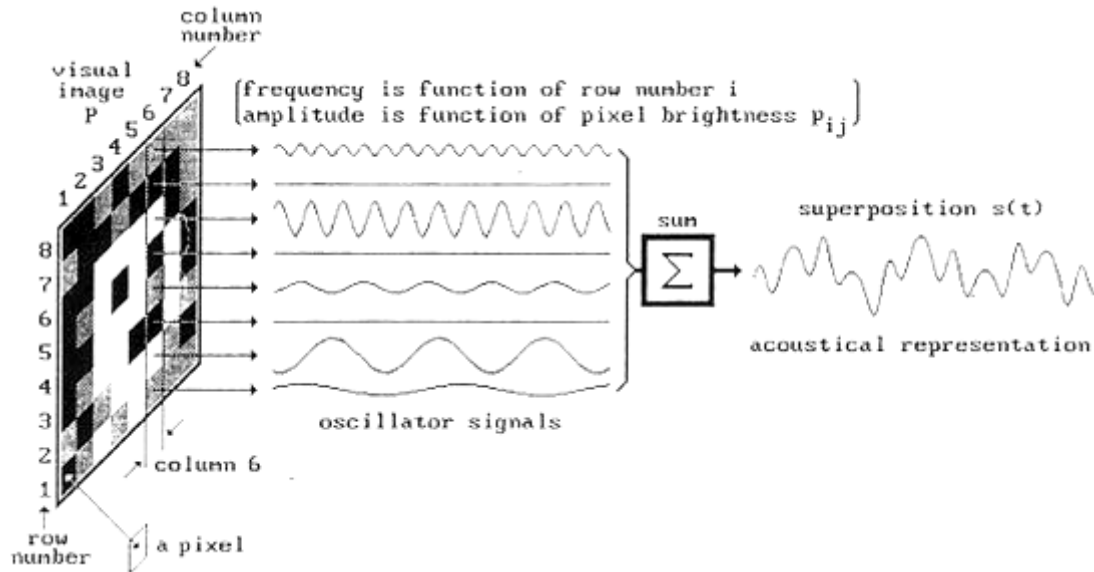 column
number
visual
image
P
1 2 3 4 5 6 7 8
frequency is function of row number i
amplitude is function of pixel brightness p_ij
8
7
6
5
4
3
2
1
sum
Σ
superposition s(t)
acoustical representation
oscillator signals
column 6
row
number
a pixel